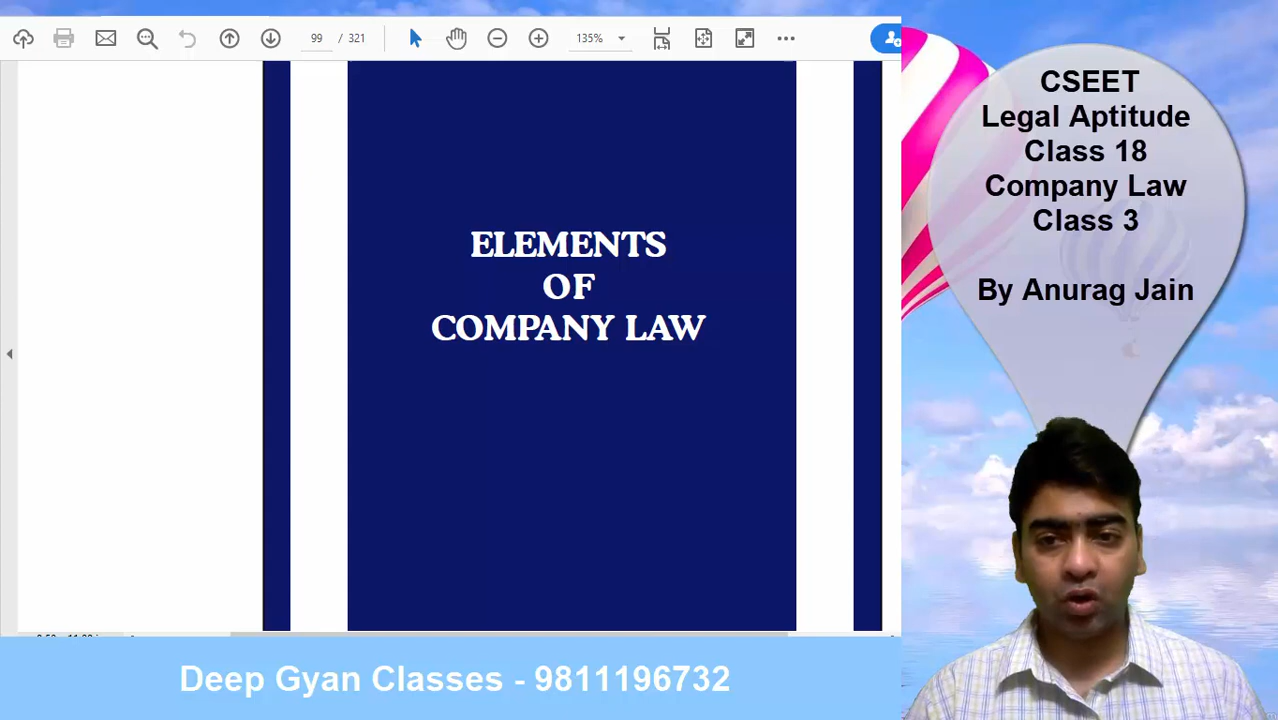 99 / 321
135%
ELEMENTS
OF
COMPANY LAW
CSEET
Legal Aptitude
Class 18
Company Law
Class 3
By Anurag Jain
Deep Gyan Classes - 9811196732